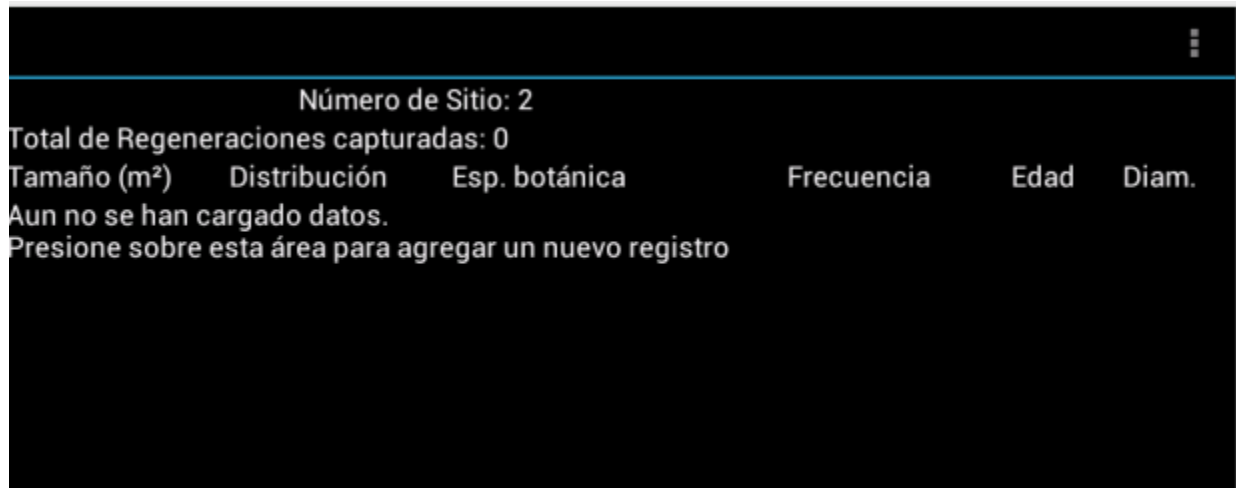 Número de Sitio: 2
Total de Regeneraciones capturadas: 0
Tamaño (m²) Distribución Esp. botánica Frecuencia Edad Diam.
Aun no se han cargado datos.
Presione sobre esta área para agregar un nuevo registro